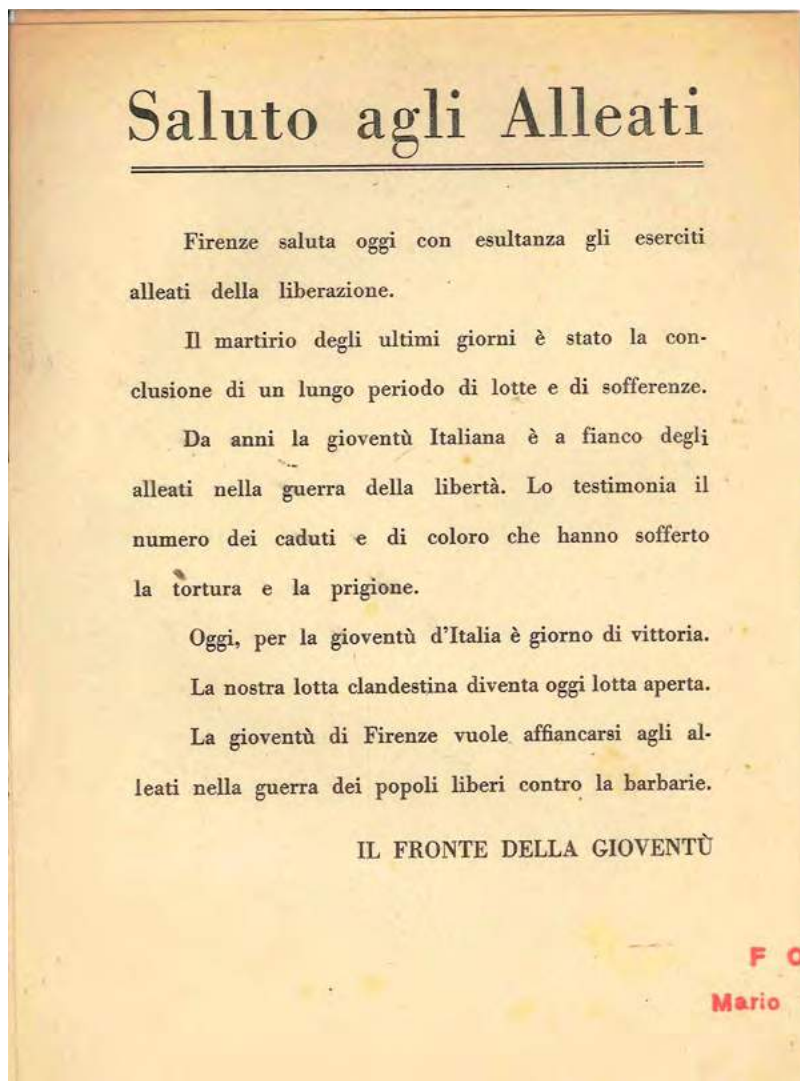 Saluto agli Alleati
Firenze saluta oggi con esultanza gli eserciti
alleati della liberazione.
Il martirio degli ultimi giorni è stato la con-
clusione di un lungo periodo di lotte e di sofferenze.
Da anni la gioventù Italiana è a fianco degli
alleati nella guerra della libertà. Lo testimonia il
numero dei caduti e di coloro che hanno sofferto
la tortura e la prigione.
Oggi, per la gioventù d'Italia è giorno di vittoria.
La nostra lotta clandestina diventa oggi lotta aperta.
La gioventù di Firenze vuole affiancarsi agli al-
leati nella guerra dei popoli liberi contro la barbarie.
IL FRONTE DELLA GIOVENTÙ
Mario